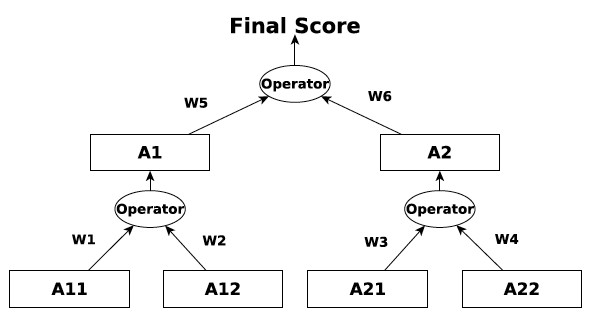 Final Score
Operator
W5
W6
A1
A2
Operator
Operator
W1
W2
W3
W4
A11
A12
A21
A22